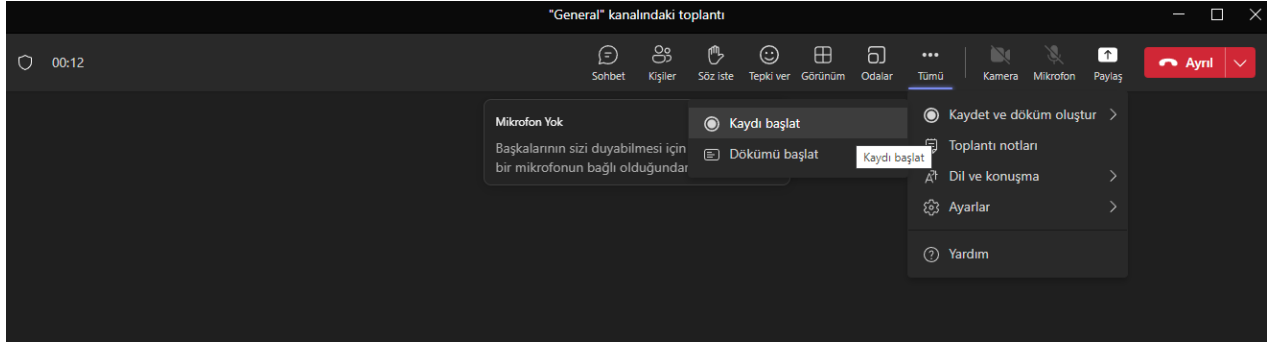 "General" kanalındaki toplantı
00:12
Sohbet
Kişiler
Söz iste
Tepki ver
Görünüm
Odalar
Tümü
Kamera
Mikrofon
Paylaş
Ayrıl
Mikrofon Yok
Başkalarının sizi duyabilmesi için
bir mikrofonun bağlı olduğundan
Kaydı başlat
Dökümü başlat
Kaydı başlat
Kaydet ve döküm oluştur
Toplantı notları
Dil ve konuşma
Ayarlar
Yardım